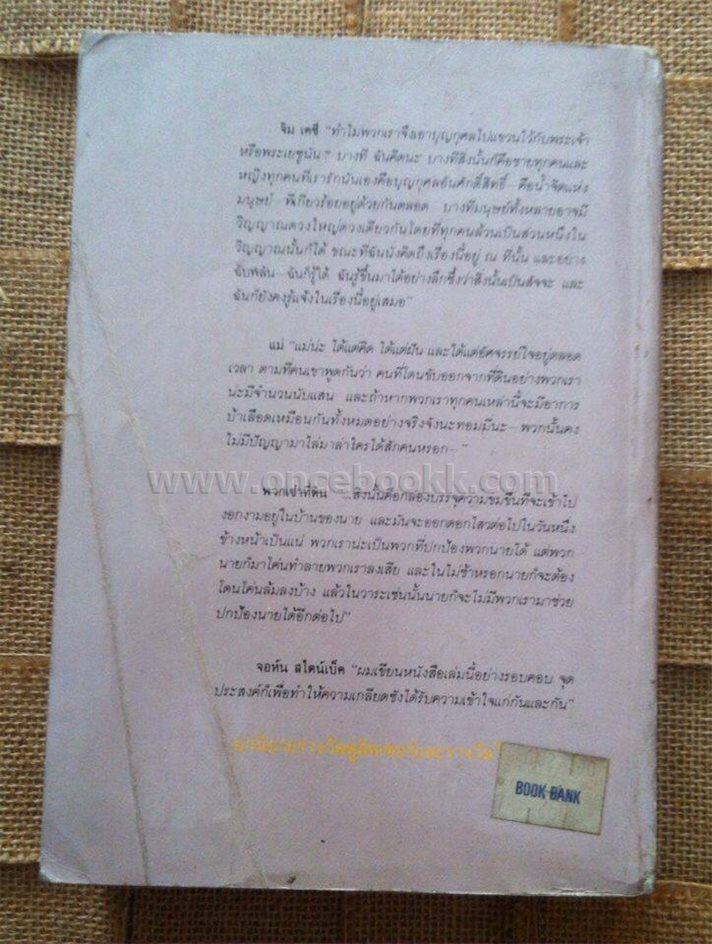 จิม เคซี "ทำไมพวกเราจึงเอาบุญกุศลไปแขวนไว้กับพระเจ้า
หรือพระเยซูนัน? บางที ฉันคิดนะ บางทีสิ่งนั้นก็คือชายทุกคนและ
หญิงทุกคนที่เรารักนั่นเองคือบุญกุศลอันศักดิ์สิทธิ์—คือน้ำจิตแห่ง
มนุษย์—ที่เกี่ยวร้อยอยู่ด้วยกันตลอด บางทีมนุษย์ทั้งหลายอาจมี
วิญญาณดวงใหญ่ดวงเดียวกันโดยที่ทุกคนล้วนเป็นส่วนหนึ่งใน
วิญญาณนั้นก็ได้ ขณะที่ฉันนั่งคิดถึงเรื่องนี้อยู่ ณ ที่นั้น และอย่าง
ฉับพลัน—ฉันก็รู้ได้ ฉันรู้ขึ้นมาได้อย่างลึกซึ้งว่าสิ่งนั้นเป็นสัจจะ และ
ฉันก็ยังคงรู้แจ้งในเรื่องนี้อยู่เสมอ"
แม่ "แม่น่ะ ได้แต่คิด ได้แต่ฝัน และได้แต่อัศจรรย์ใจอยู่ตลอด
เวลา ตามที่คนเขาพูดกันว่า คนที่โดนขับออกจากที่ดินอย่างพวกเรา
น่ะมีจำนวนนับแสน และถ้าหากพวกเราทุกคนเหล่านี้จะมีอาการ
บ้าเลือดเหมือนกันทั้งหมดอย่างจริงจังนะทอมมี่นะ—พวกนั้นคง
ไม่มีปัญญามาไล่มาล่าใครได้สักคนหรอก—"
www.oncebookk.com
พวกเช่าที่ดิน "...สิ่งนั้นคือกล่องบรรจุความขมขื่นที่จะเข้าไป
งอกงามอยู่ในบ้านของนาย และมันจะออกดอกไสวต่อไปในวันหนึ่ง
ข้างหน้าเป็นแน่ พวกเราน่ะเป็นพวกที่ปกป้องพวกนายได้ แต่พวก
นายก็มาโค่นทำลายพวกเราลงเสีย และในไม่ช้าหรอกนายก็จะต้อง
โดนโค่นล้มลงบ้าง แล้วในวาระเช่นนั้นนายก็จะไม่มีพวกเรามาช่วย
ปกป้องนายได้อีกต่อไป"
จอห์น สไตน์เบ็ค "ผมเขียนหนังสือเล่มนี้อย่างรอบคอบ จุด
ประสงค์ก็เพื่อทำให้ความเกลียดชังได้รับความเข้าใจแก่กันและกัน"
BOOK BANK